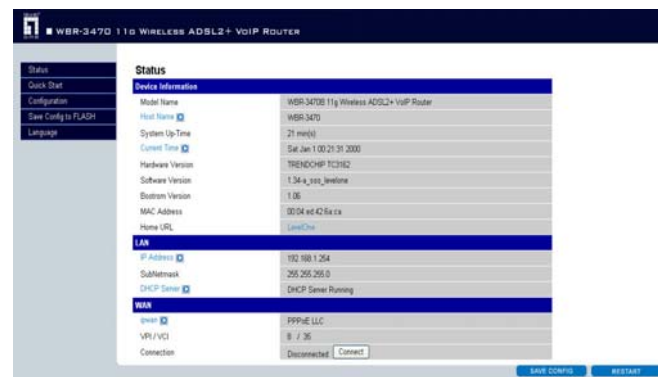 WBR-3470 11G WIRELESS ADSL2+ VOIP ROUTER
Status
Quick Start
Configuration
Save Config to FLASH
Language
Status
Device Information
Model Name WBR-3470B 11g Wireless ADSL2+ VoIP Router
Host Name WBR-3470
System Up-Time 21 min(s)
Current Time Sat Jan 1 00:21:31 2000
Hardware Version TRENDCHIP TC3162
Software Version
Bootrom Version 1.06
MAC Address 00:04:ed:42:6a:ca
Home URL LevelOne
LAN
IP Address 192.168.1.254
SubNetmask 255.255.255.0
DHCP Server DHCP Server Running
WAN
ipwan PPPoE LLC
VPI / VCI 8 / 35
Connection Disconnected Connect
SAVE CONFIG RESTART